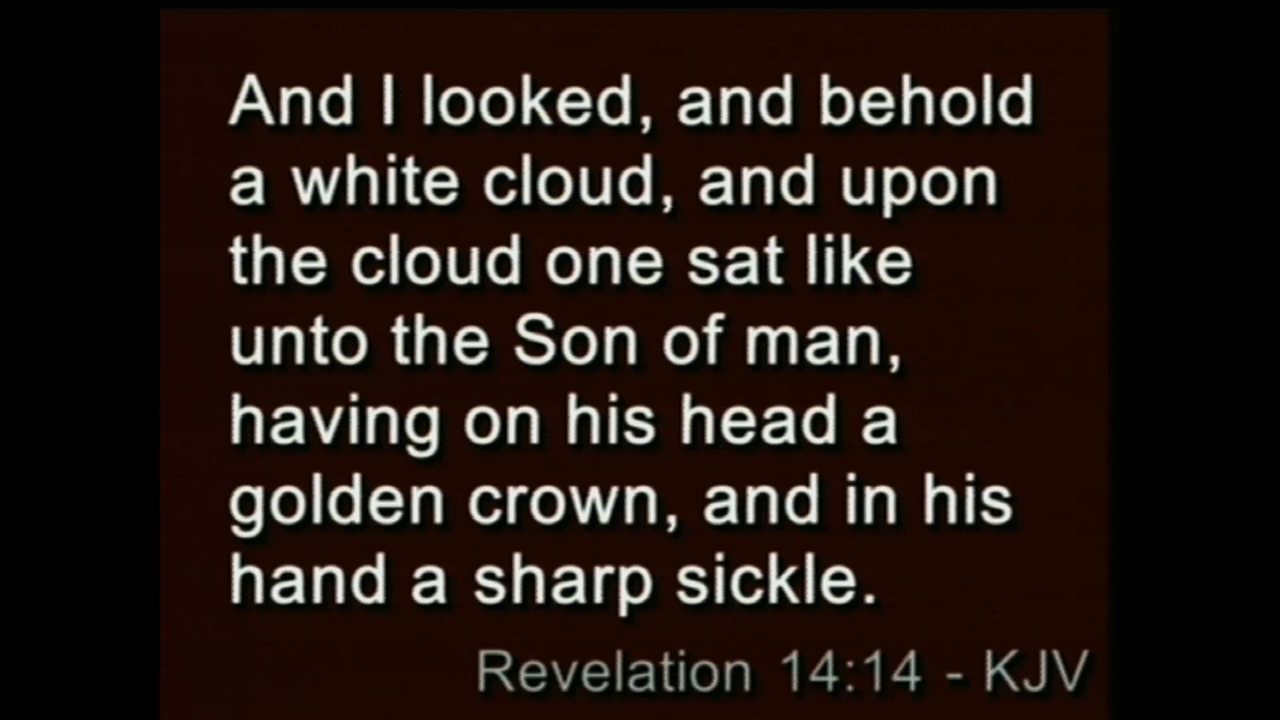 And I looked, and behold
a white cloud, and upon
the cloud one sat like
unto the Son of man,
having on his head a
golden crown, and in his
hand a sharp sickle.
Revelation 14:14 - KJV